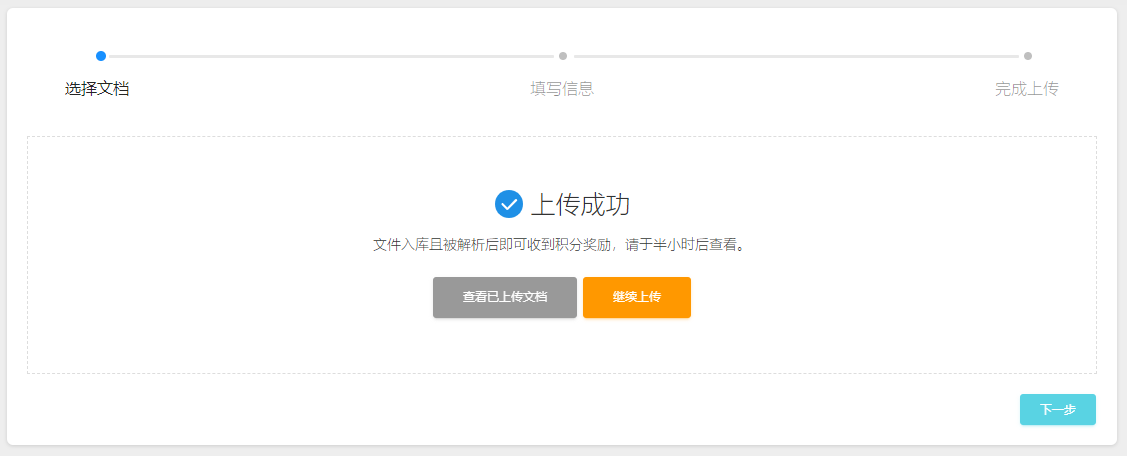 选择文档 填写信息 完成上传
上传成功
文件入库且被解析后即可收到积分奖励，请于半小时后查看。
查看已上传文档 继续上传
下一步